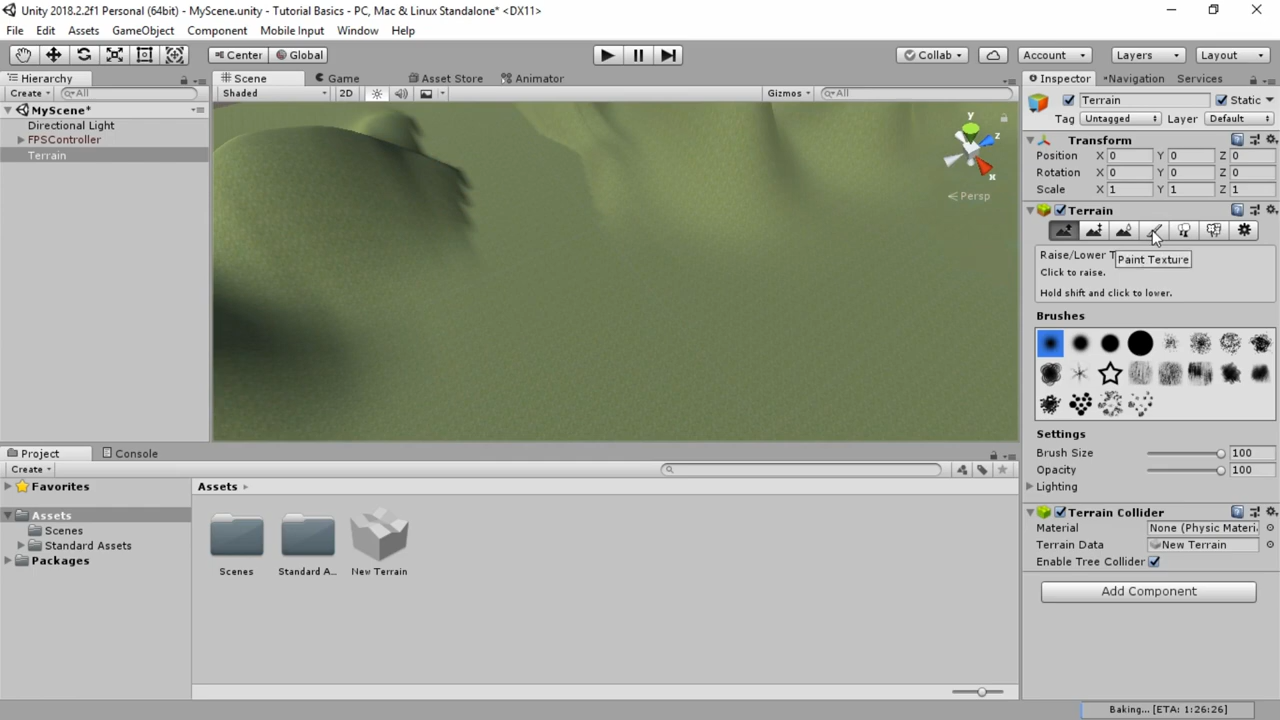 Unity 2018.2.2f1 Personal (64bit) - MyScene.unity - Tutorial Basics - PC, Mac & Linux Standalone* <DX11>
File Edit Assets GameObject Component Mobile Input Window Help
Center Global Collab Account Layers Layout
Hierarchy Scene Game Asset Store Animator Inspector Navigation Services
Create All Shaded 2D Gizmos All Terrain Static
MyScene*
Tag Untagged Layer Default
Directional Light
FPSController
Terrain
y
z
x
Persp
Transform
Position X 0 Y 0 Z 0
Rotation X 0 Y 0 Z 0
Scale X 1 Y 1 Z 1
Terrain
Raise/Lower T
Paint Texture
Click to raise.
Hold shift and click to lower.
Brushes
Settings
Brush Size 100
Opacity 100
Lighting
Terrain Collider
Material None (Physic Materi
Terrain Data New Terrain
Enable Tree Collider
Add Component
Project Console
Create
Favorites
Assets
Scenes
Standard Assets
Packages
Assets
Scenes Standard A... New Terrain
Baking... [ETA: 1:26:26]